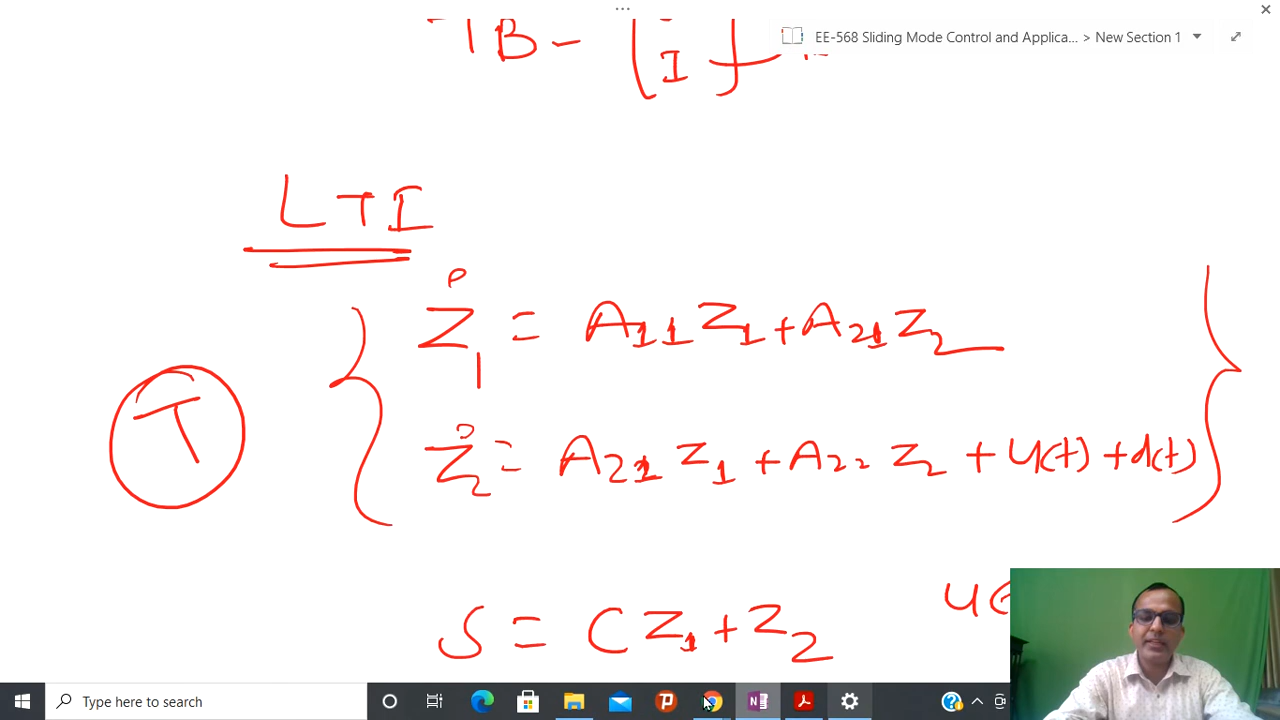 EE-568 Sliding Mode Control and Applica... > New Section 1
TB =
I
LTI
Ż₁ = A₁₁ Z₁ + A₂₁ Z₂
T
Ż₂ = A₂₁ Z₁ + A₂₂ Z₂ + u(t) + d(t)
S = C Z₁ + Z₂
u(
Type here to search